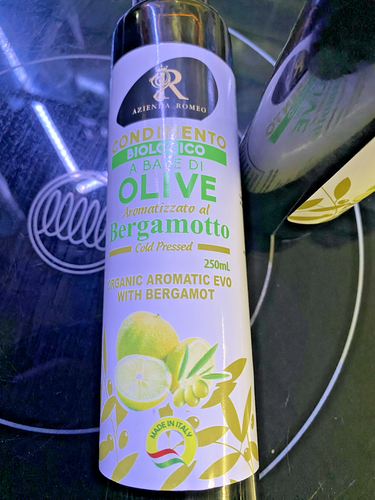 R
AZIENDA ROMEO
CONDIMENTO
BIOLOGICO
A BASE DI
OLIVE
Aromatizzato al
Bergamotto
Cold Pressed
250mL
ORGANIC AROMATIC EVO
WITH BERGAMOT
MADE IN ITALY